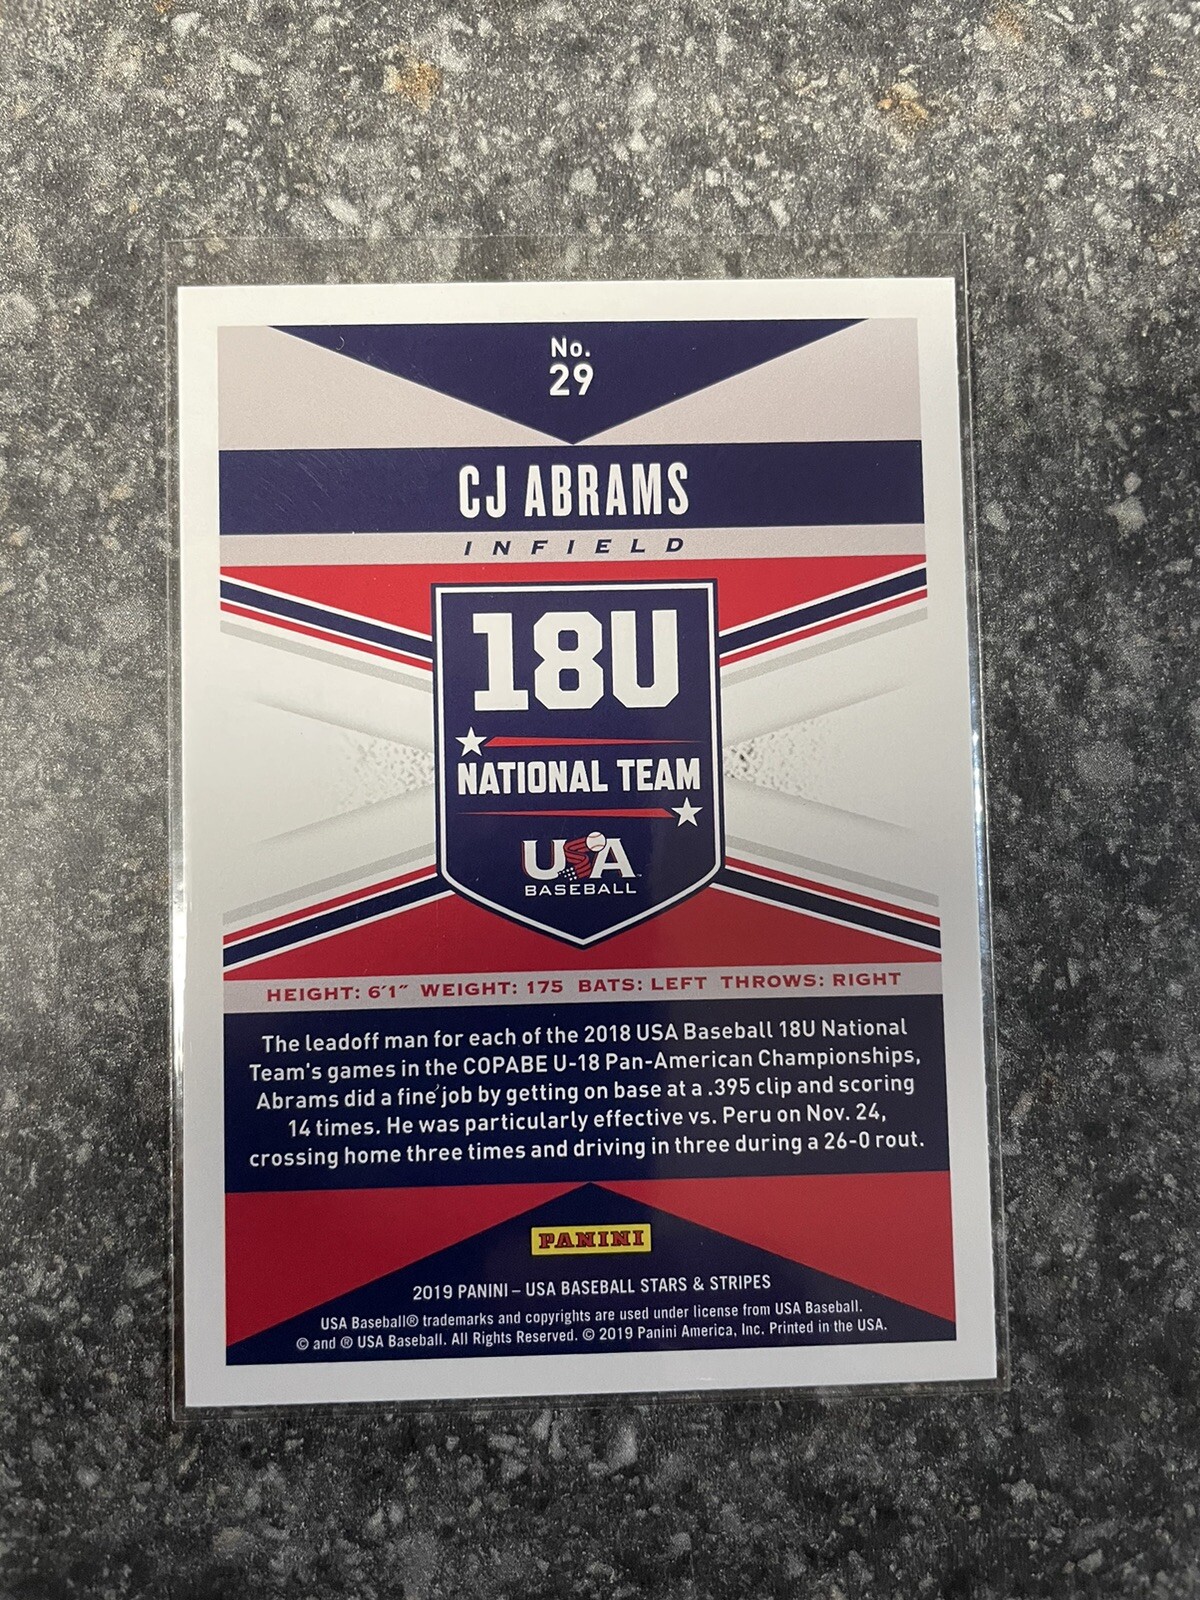 No.
29
CJ ABRAMS
INFIELD
18U
NATIONAL TEAM
USA
BASEBALL
HEIGHT: 6'1" WEIGHT: 175 BATS: LEFT THROWS: RIGHT
The leadoff man for each of the 2018 USA Baseball 18U National
Team's games in the COPABE U-18 Pan-American Championships,
Abrams did a fine job by getting on base at a .395 clip and scoring
14 times. He was particularly effective vs. Peru on Nov. 24,
crossing home three times and driving in three during a 26-0 rout.
PANINI
2019 PANINI – USA BASEBALL STARS & STRIPES
USA Baseball® trademarks and copyrights are used under license from USA Baseball.
© and ® USA Baseball. All Rights Reserved. © 2019 Panini America, Inc. Printed in the USA.